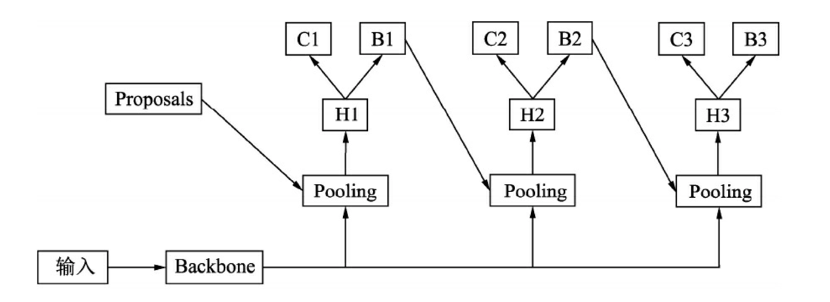 C1 B1 C2 B2 C3 B3
Proposals H1 H2 H3
Pooling Pooling Pooling
输入 Backbone